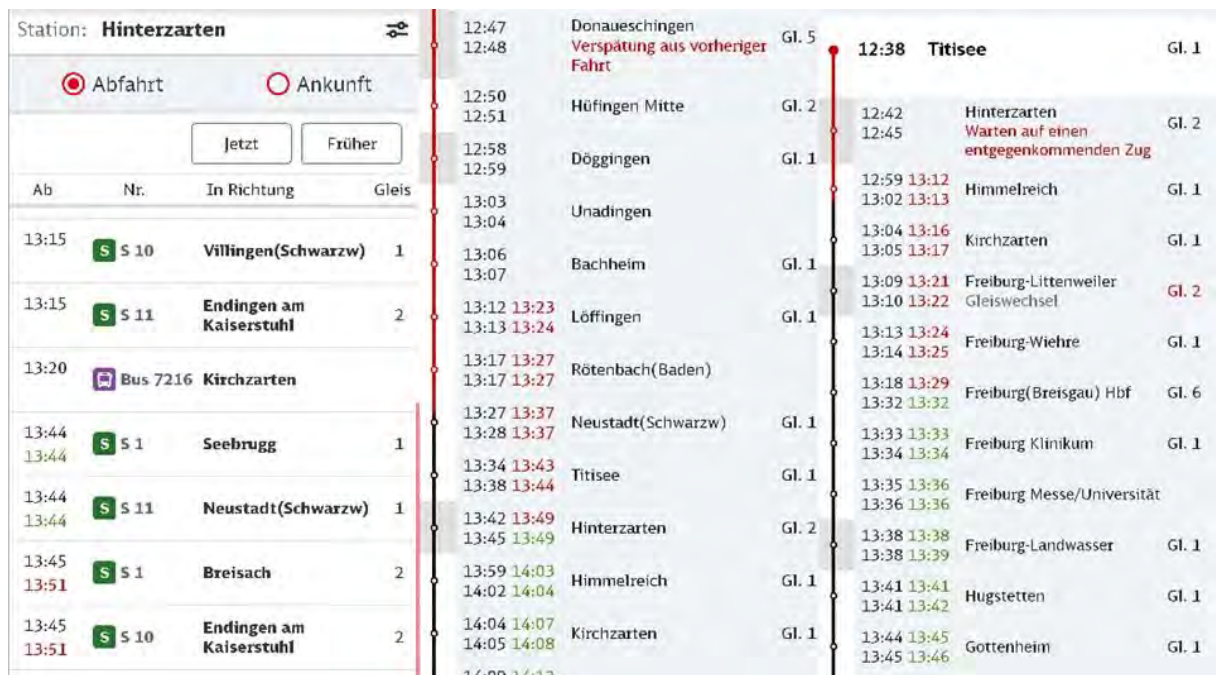 Station: Hinterzarten
Abfahrt Ankunft
Jetzt Früher
Ab Nr. In Richtung Gleis
13:15 S S 10 Villingen(Schwarzw) 1
13:15 S S 11 Endingen am
Kaiserstuhl 2
13:20 Bus 7216 Kirchzarten
13:44 S S 1 Seebrugg 1
13:44
13:44 S S 11 Neustadt(Schwarzw) 1
13:44
13:45 S S 1 Breisach 2
13:51
13:45 S S 10 Endingen am
13:51 Kaiserstuhl 2
12:47 Donaueschingen Gl. 5
12:48 Verspätung aus vorheriger
Fahrt
12:50 Hüfingen Mitte Gl. 2
12:51
12:58 Döggingen Gl. 1
12:59
13:03 Unadingen
13:04
13:06 Bachheim Gl. 1
13:07
13:12 13:23 Löffingen Gl. 1
13:13 13:24
13:17 13:27 Rötenbach(Baden)
13:17 13:27
13:27 13:37 Neustadt(Schwarzw) Gl. 1
13:28 13:37
13:34 13:43 Titisee Gl. 1
13:38 13:44
13:42 13:49 Hinterzarten Gl. 2
13:45 13:49
13:59 14:03 Himmelreich Gl. 1
14:02 14:04
14:04 14:07 Kirchzarten Gl. 1
14:05 14:08
12:38 Titisee Gl. 1
12:42 Hinterzarten Gl. 2
12:45 Warten auf einen
entgegenkommenden Zug
12:59 13:12 Himmelreich Gl. 1
13:02 13:13
13:04 13:16 Kirchzarten Gl. 1
13:05 13:17
13:09 13:21 Freiburg-Littenweiler Gl. 2
13:10 13:22 Gleiswechsel
13:13 13:24 Freiburg-Wiehre Gl. 1
13:14 13:25
13:18 13:29 Freiburg(Breisgau) Hbf Gl. 6
13:32 13:32
13:33 13:33 Freiburg Klinikum Gl. 1
13:34 13:34
13:35 13:36 Freiburg Messe/Universität
13:36 13:36
13:38 13:38 Freiburg-Landwasser Gl. 1
13:38 13:39
13:41 13:41 Hugstetten Gl. 1
13:41 13:42
13:44 13:45 Gottenheim Gl. 1
13:45 13:46